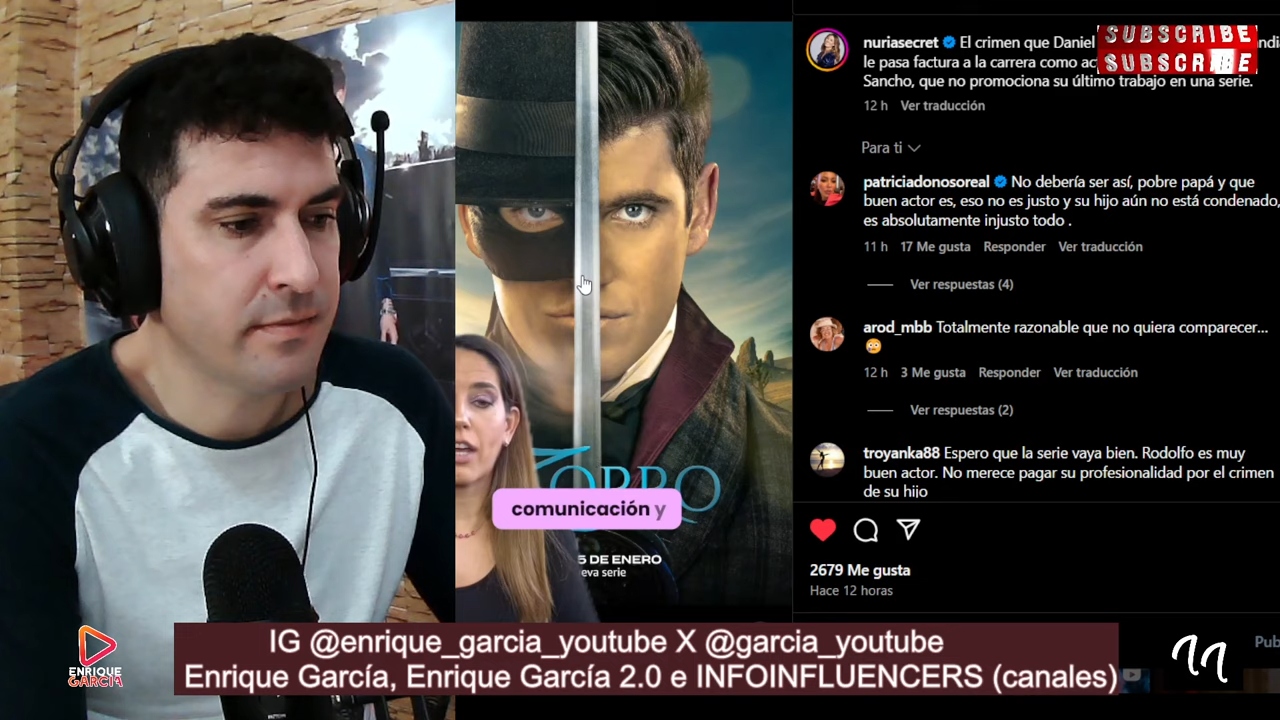 nuriasecret El crimen que Daniel
le pasa factura a la carrera como
Sancho, que no promociona su último trabajo en una serie.
12 h Ver traducción
SUBSCRIBE
SUBSCRIBE
Para ti
patriciadonosoreal No debería ser así, pobre papá y que
buen actor es, eso no es justo y su hijo aún no está condenado,
es absolutamente injusto todo .
11 h 17 Me gusta Responder Ver traducción
Ver respuestas (4)
arod_mbb Totalmente razonable que no quiera comparecer...
12 h 3 Me gusta Responder Ver traducción
Ver respuestas (2)
troyanka88 Espero que la serie vaya bien. Rodolfo es muy
buen actor. No merece pagar su profesionalidad por el crimen
de su hijo
2679 Me gusta
Hace 12 horas
ZORRO
comunicación y
5 DE ENERO
eva serie
IG @enrique_garcia_youtube X @garcia_youtube
Enrique García, Enrique García 2.0 e INFOINFLUENCERS (canales)
ENRIQUE
GARCÍA
Pub